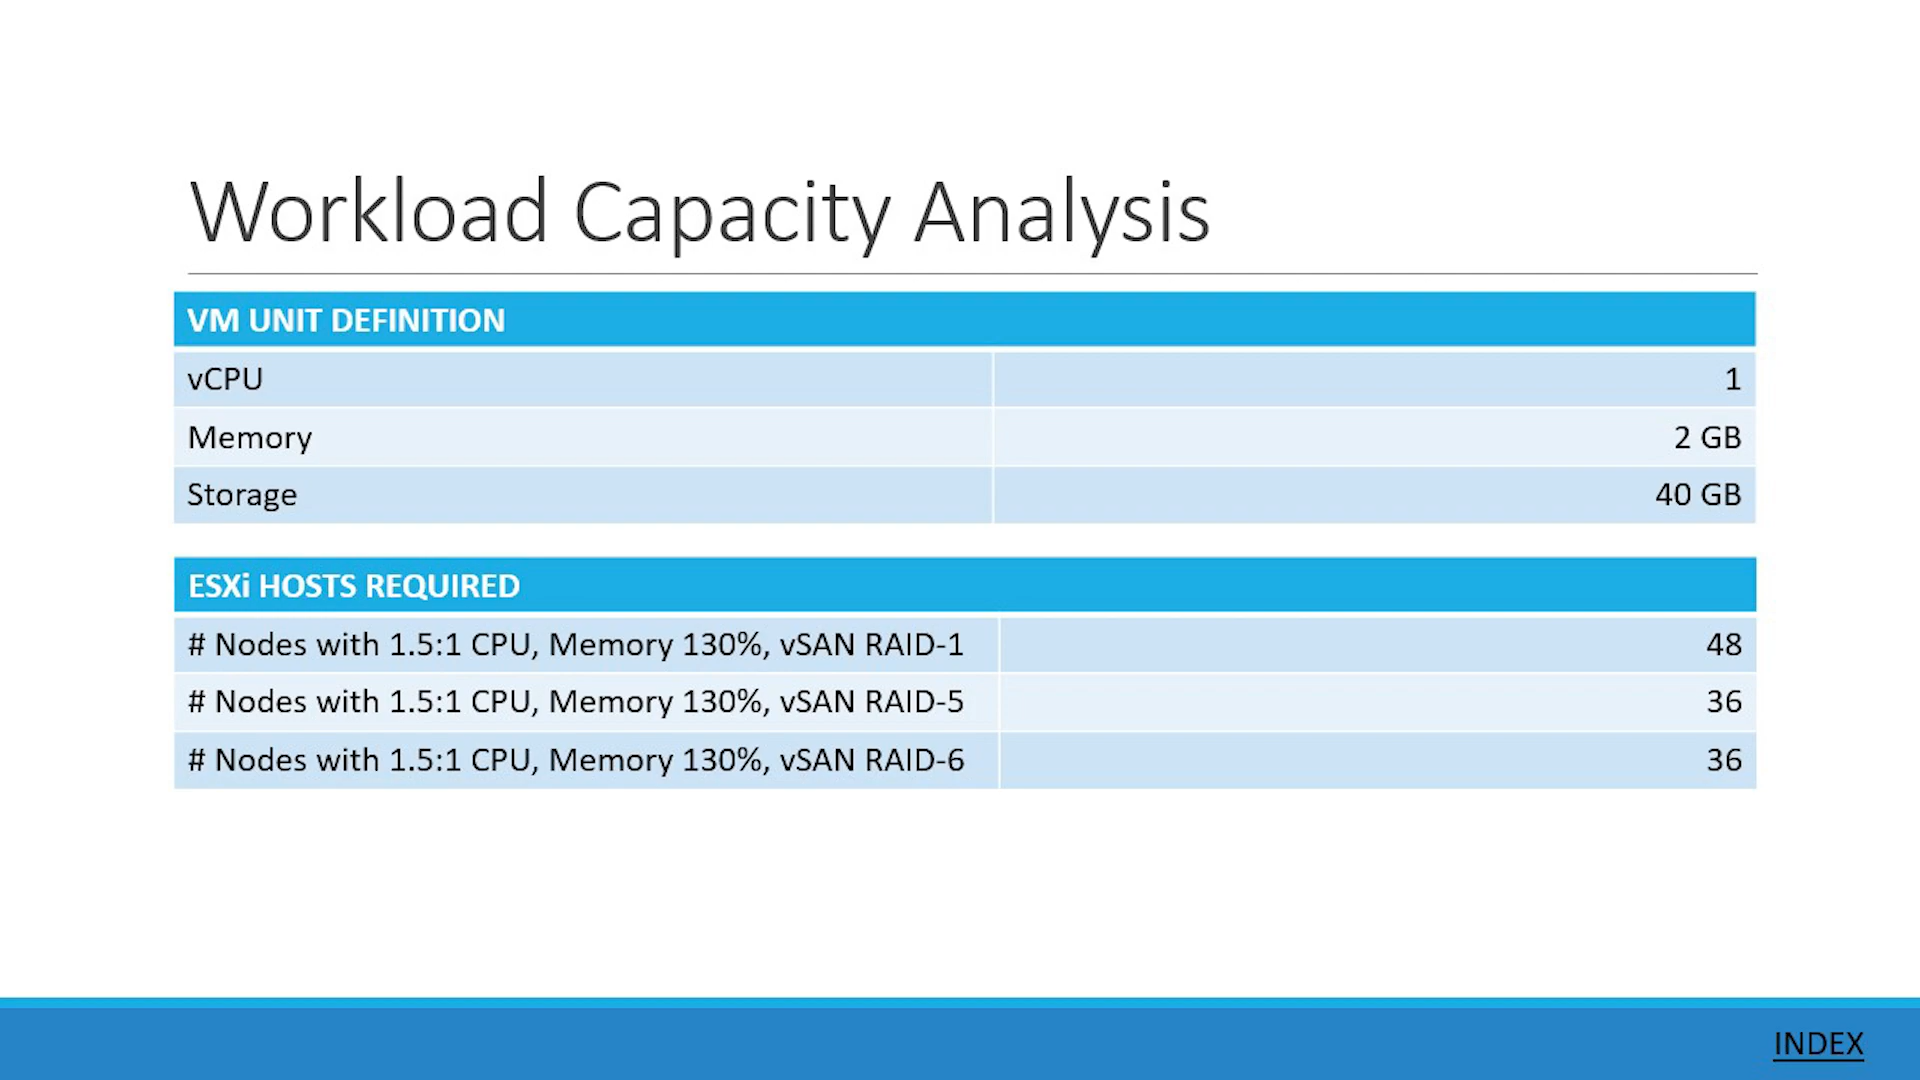 Workload Capacity Analysis
VM UNIT DEFINITION
vCPU 1
Memory 2 GB
Storage 40 GB
ESXi HOSTS REQUIRED
# Nodes with 1.5:1 CPU, Memory 130%, vSAN RAID-1 48
# Nodes with 1.5:1 CPU, Memory 130%, vSAN RAID-5 36
# Nodes with 1.5:1 CPU, Memory 130%, vSAN RAID-6 36
INDEX